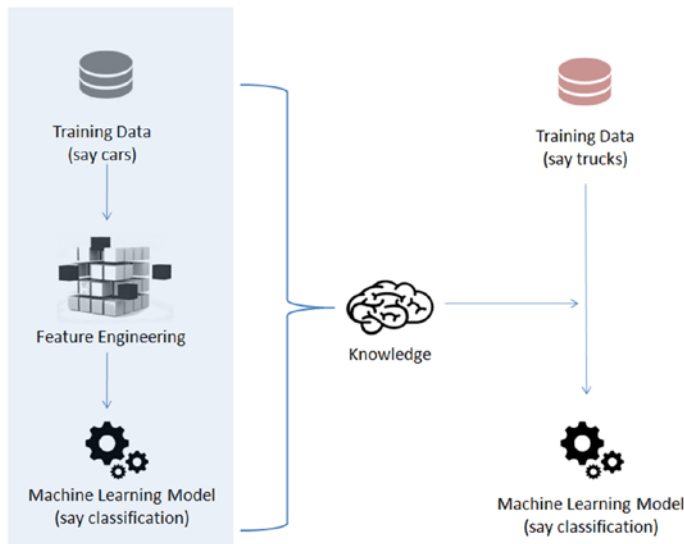 Training Data
(say cars)
Feature Engineering
Machine Learning Model
(say classification)
Knowledge
Training Data
(say trucks)
Machine Learning Model
(say classification)